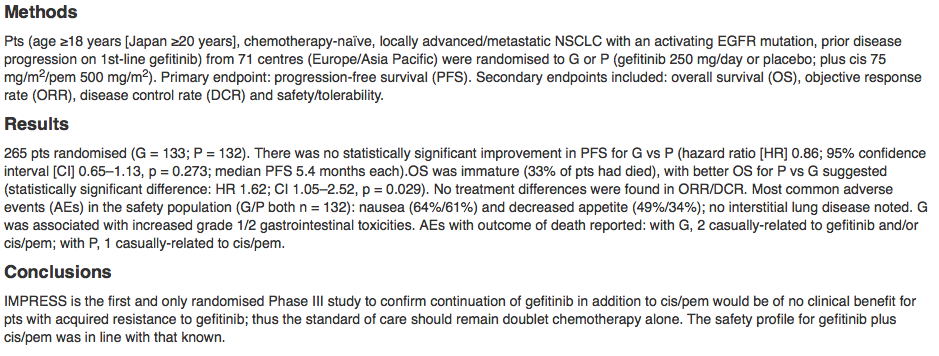 Methods
Pts (age ≥18 years [Japan ≥20 years], chemotherapy-naïve, locally advanced/metastatic NSCLC with an activating EGFR mutation, prior disease
progression on 1st-line gefitinib) from 71 centres (Europe/Asia Pacific) were randomised to G or P (gefitinib 250 mg/day or placebo; plus cis 75
mg/m²/pem 500 mg/m²). Primary endpoint: progression-free survival (PFS). Secondary endpoints included: overall survival (OS), objective response
rate (ORR), disease control rate (DCR) and safety/tolerability.
Results
265 pts randomised (G = 133; P = 132). There was no statistically significant improvement in PFS for G vs P (hazard ratio [HR] 0.86; 95% confidence
interval [CI] 0.65–1.13, p = 0.273; median PFS 5.4 months each).OS was immature (33% of pts had died), with better OS for P vs G suggested
(statistically significant difference: HR 1.62; CI 1.05–2.52, p = 0.029). No treatment differences were found in ORR/DCR. Most common adverse
events (AEs) in the safety population (G/P both n = 132): nausea (64%/61%) and decreased appetite (49%/34%); no interstitial lung disease noted. G
was associated with increased grade 1/2 gastrointestinal toxicities. AEs with outcome of death reported: with G, 2 casually-related to gefitinib and/or
cis/pem; with P, 1 casually-related to cis/pem.
Conclusions
IMPRESS is the first and only randomised Phase III study to confirm continuation of gefitinib in addition to cis/pem would be of no clinical benefit for
pts with acquired resistance to gefitinib; thus the standard of care should remain doublet chemotherapy alone. The safety profile for gefitinib plus
cis/pem was in line with that known.